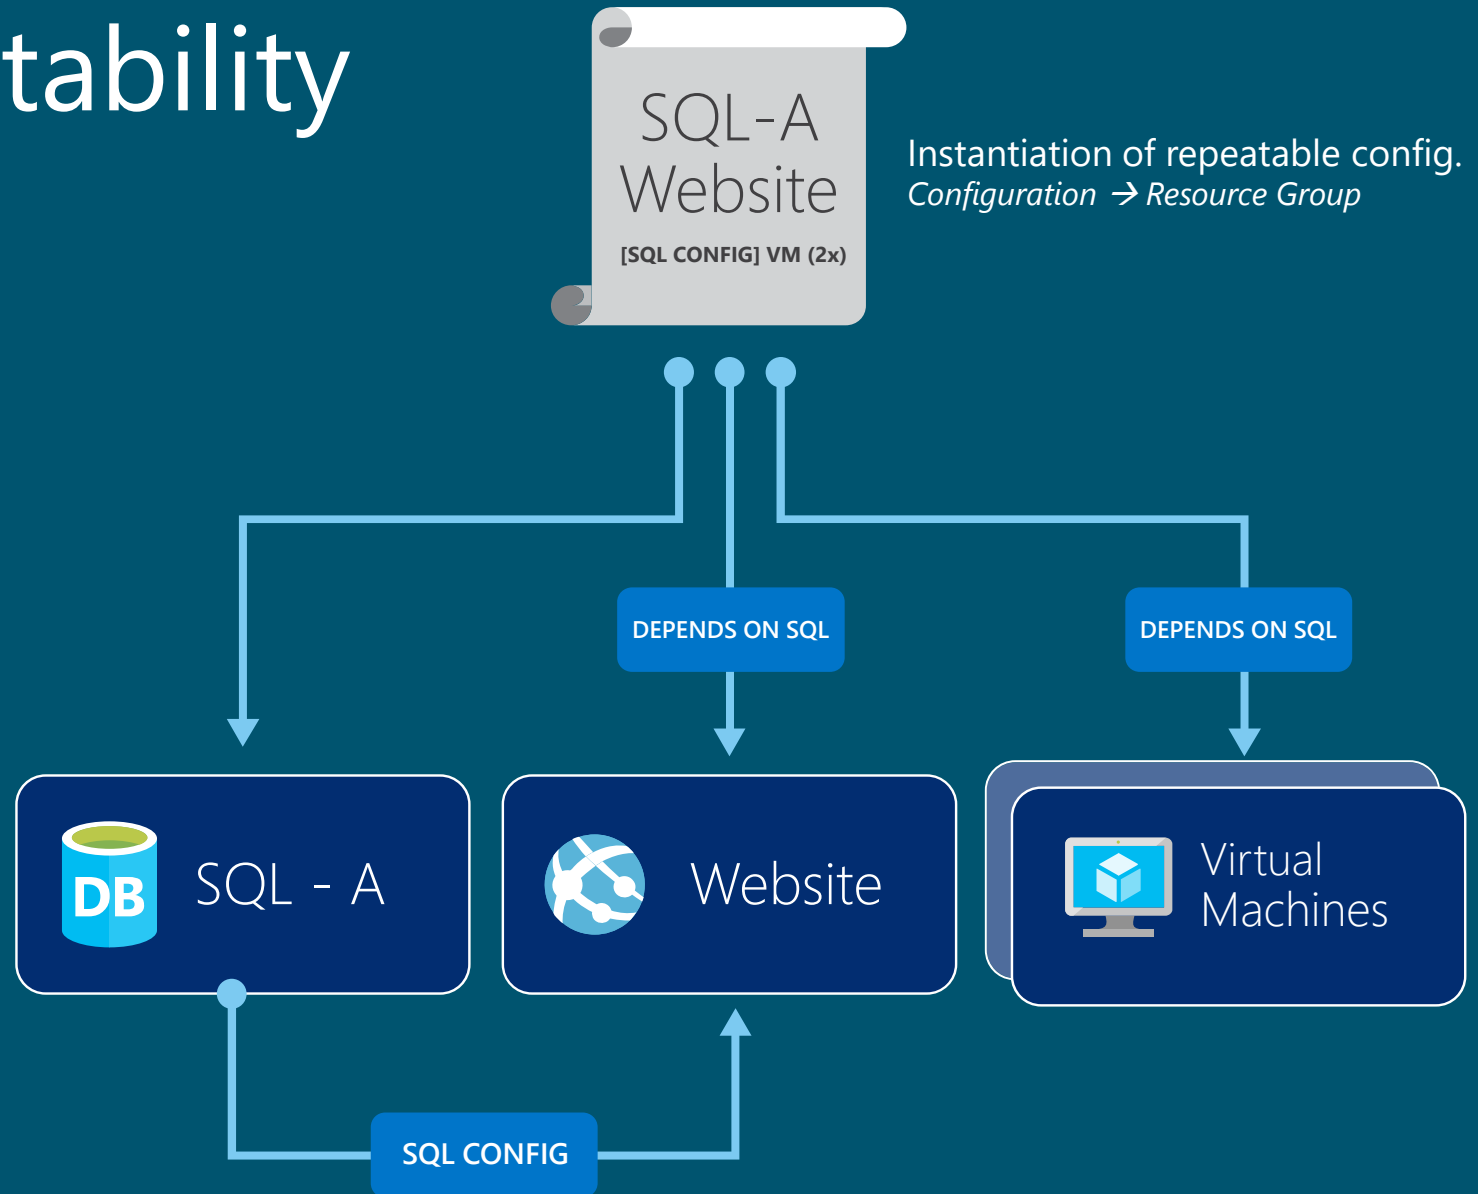 tability
SQL-A
Website
[SQL CONFIG] VM (2x)
Instantiation of repeatable config.
Configuration → Resource Group
DEPENDS ON SQL
DEPENDS ON SQL
DB
SQL - A
Website
Virtual
Machines
SQL CONFIG